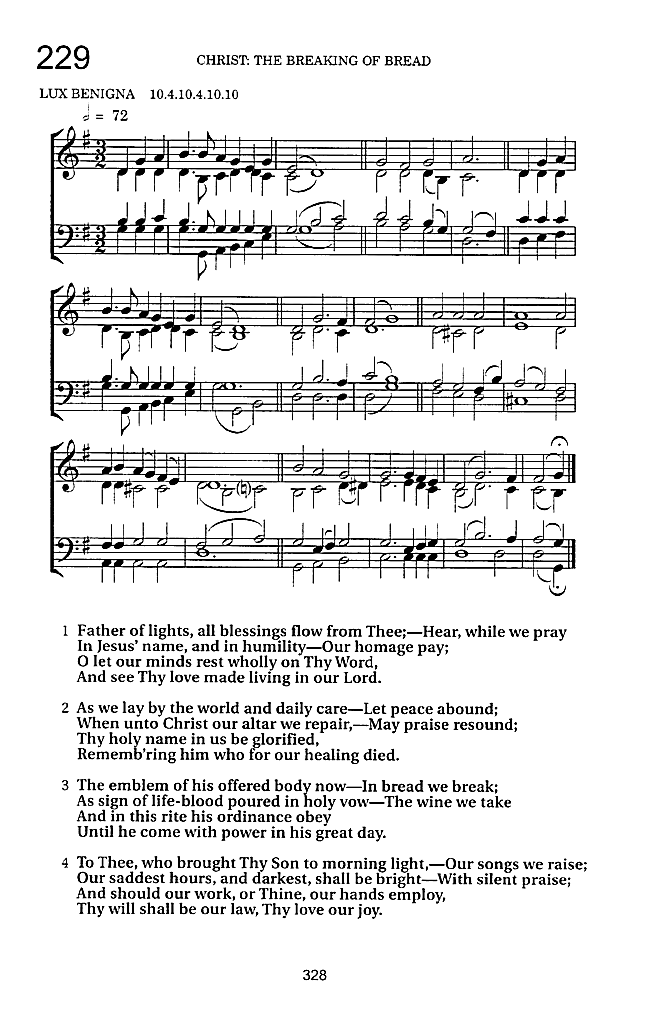 229
CHRIST: THE BREAKING OF BREAD
LUX BENIGNA 10.4.10.4.10.10
𝅗𝅥 = 72
1 Father of lights, all blessings flow from Thee;—Hear, while we pray
In Jesus' name, and in humility—Our homage pay;
O let our minds rest wholly on Thy Word,
And see Thy love made living in our Lord.
2 As we lay by the world and daily care—Let peace abound;
When unto Christ our altar we repair,—May praise resound;
Thy holy name in us be glorified,
Rememb'ring him who for our healing died.
3 The emblem of his offered body now—In bread we break;
As sign of life-blood poured in holy vow—The wine we take
And in this rite his ordinance obey
Until he come with power in his great day.
4 To Thee, who brought Thy Son to morning light,—Our songs we raise;
Our saddest hours, and darkest, shall be bright—With silent praise;
And should our work, or Thine, our hands employ,
Thy will shall be our law, Thy love our joy.
328